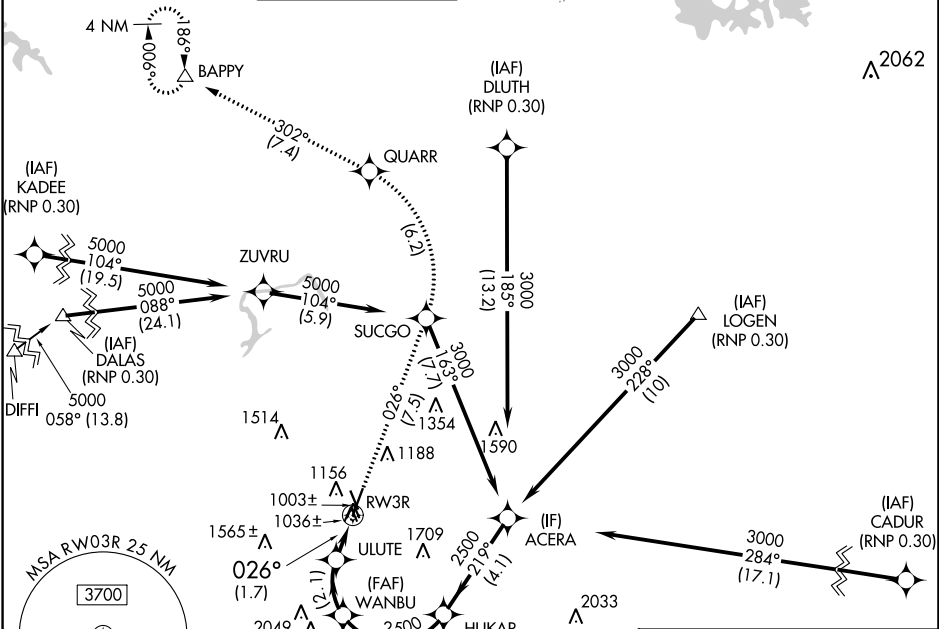 4 NM
186°
006°
BAPPY
2062
(IAF)
DLUTH
(RNP 0.30)
302°
(7.4)
QUARR
(IAF)
KADEE
(RNP 0.30)
(6.2)
5000
104°
(19.5)
ZUVRU
5000
104°
(5.9)
3000
185°
(13.2)
5000
088°
(24.1)
SUCGO
(IAF)
LOGEN
(RNP 0.30)
(IAF)
DALAS
(RNP 0.30)
3000
163°
(7.7)
3000
228°
(10)
DIFFI
5000
058° (13.8)
026°
(7.5)
1514
1354
1590
1188
1156
1003±
RW3R
1036±
(IF)
ACERA
(IAF)
CADUR
(RNP 0.30)
1565±
1709
ULUTE
2500
219°
(4.1)
3000
284°
(17.1)
MSA RW03R 25 NM
026°
(1.7)
(2.1)
(FAF)
WANBU
3700
2033
2049
2500
HUKAR